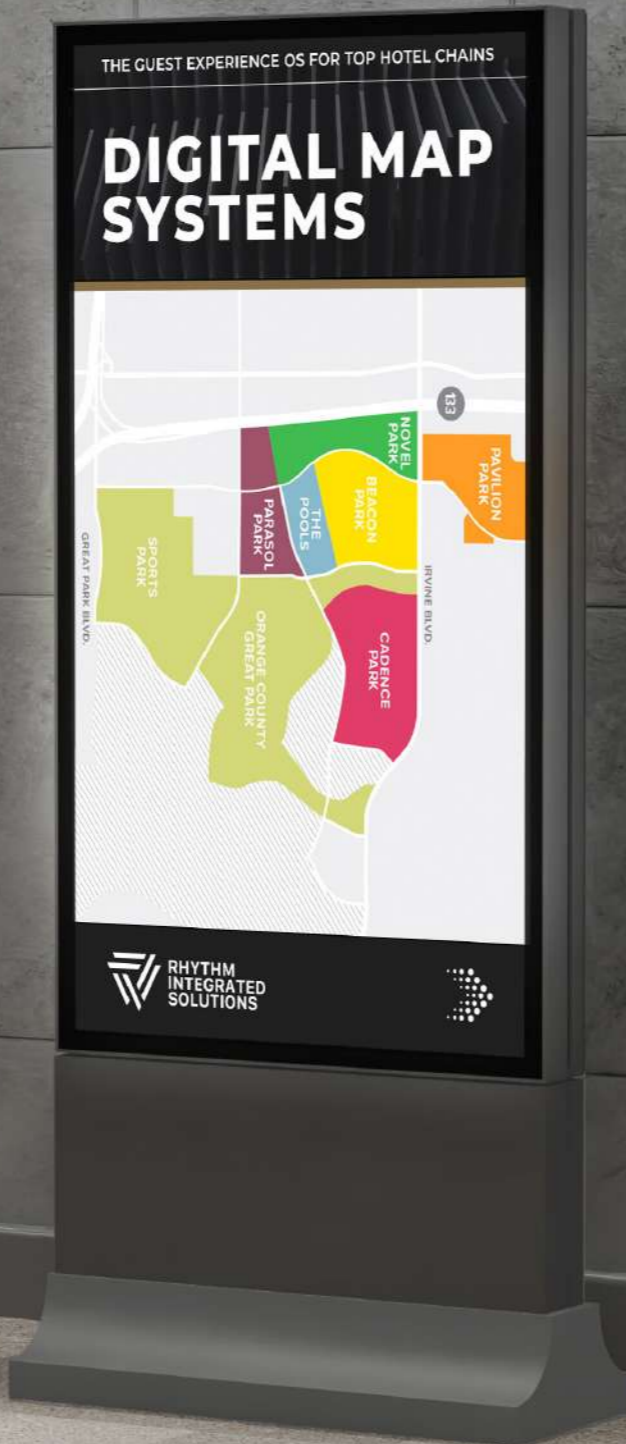 THE GUEST EXPERIENCE OS FOR TOP HOTEL CHAINS
DIGITAL MAP
SYSTEMS
133
NOVEL
PARK
PAVILION
PARK
BEACON
PARK
THE
POOLS
PARASOL
PARK
SPORTS
PARK
GREAT PARK BLVD.
IRVINE BLVD.
ORANGE COUNTY
GREAT PARK
CADENCE
PARK
RHYTHM
INTEGRATED
SOLUTIONS